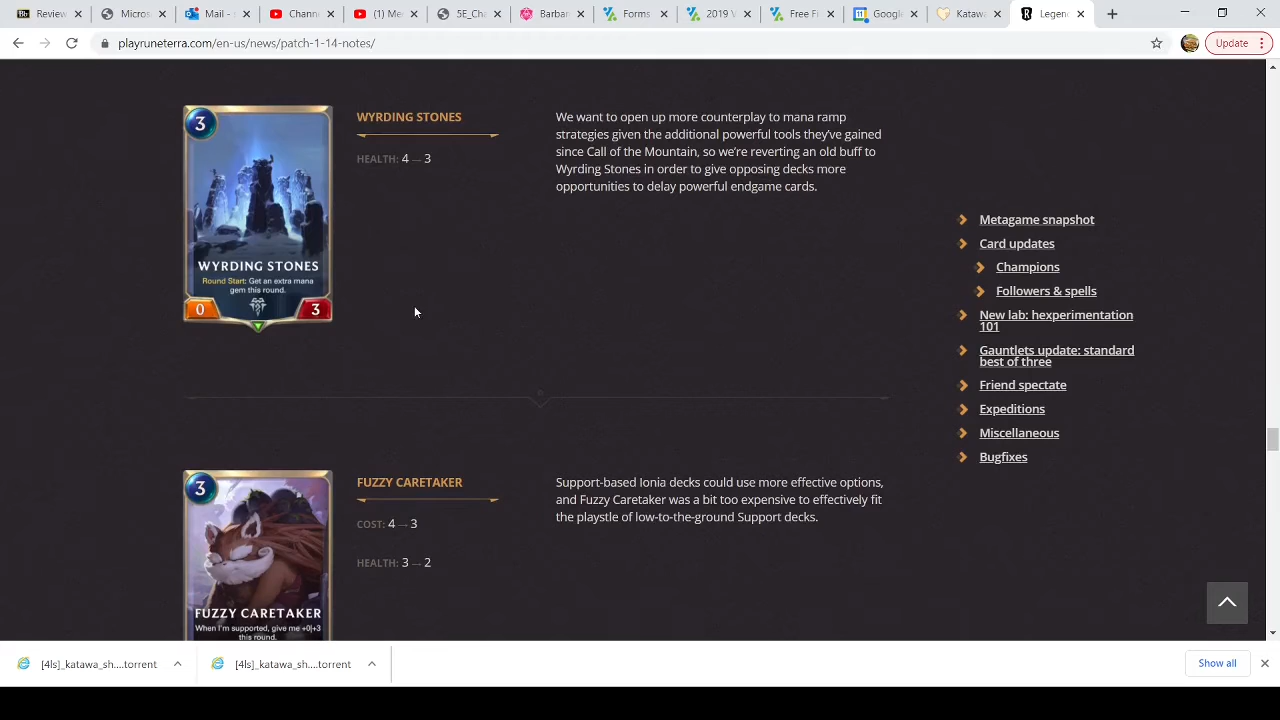 Review
Micros
Mail -
Chann
(1) Me
5E_Cha
Barban
Forms
2019 V
Free Fi
Google
Katawa
Legend
playruneterra.com/en-us/news/patch-1-14-notes/
Update
3
WYRDING STONES
Round Start: Get an extra mana
gem this round.
0
3
WYRDING STONES
HEALTH: 4 — 3
We want to open up more counterplay to mana ramp
strategies given the additional powerful tools they've gained
since Call of the Mountain, so we're reverting an old buff to
Wyrding Stones in order to give opposing decks more
opportunities to delay powerful endgame cards.
Metagame snapshot
Card updates
Champions
Followers & spells
New lab: hexperimentation
101
Gauntlets update: standard
best of three
Friend spectate
Expeditions
Miscellaneous
Bugfixes
3
FUZZY CARETAKER
When I'm supported, give me +0|+3
this round.
FUZZY CARETAKER
COST: 4 — 3
HEALTH: 3 — 2
Support-based Ionia decks could use more effective options,
and Fuzzy Caretaker was a bit too expensive to effectively fit
the playstle of low-to-the-ground Support decks.
[4ls]_katawa_sh....torrent
[4ls]_katawa_sh....torrent
Show all